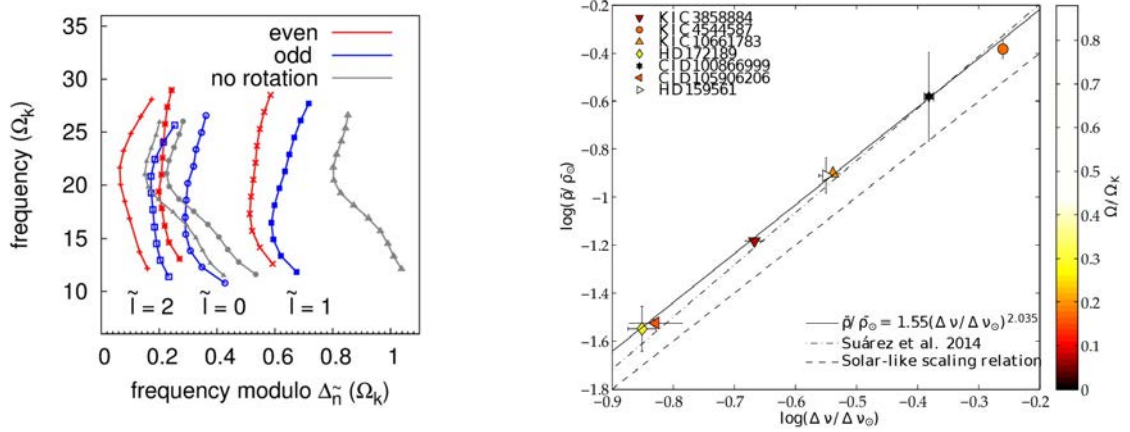 even
odd
no rotation
frequency (Ω_k)
35
30
25
20
15
10
l̃ = 2
l̃ = 0
l̃ = 1
0
0.2
0.4
0.6
0.8
1
frequency modulo Δ_ñ (Ω_k)
KIC3858884
KIC4544587
KIC10661783
HD172189
CID100866999
CID105906206
HD159561
log(ρ̄/ρ̄_⊙)
−0.2
−0.4
−0.6
−0.8
−1
−1.2
−1.4
−1.6
−1.8
ρ̄/ρ̄_⊙ = 1.55(Δν/Δν_⊙)^2.035
Suárez et al. 2014
Solar-like scaling relation
−0.9
−0.8
−0.7
−0.6
−0.5
−0.4
−0.3
−0.2
log(Δν/Δν_⊙)
0.8
0.7
0.6
0.5
0.4
0.3
0.2
0.1
0
Ω/Ω_K